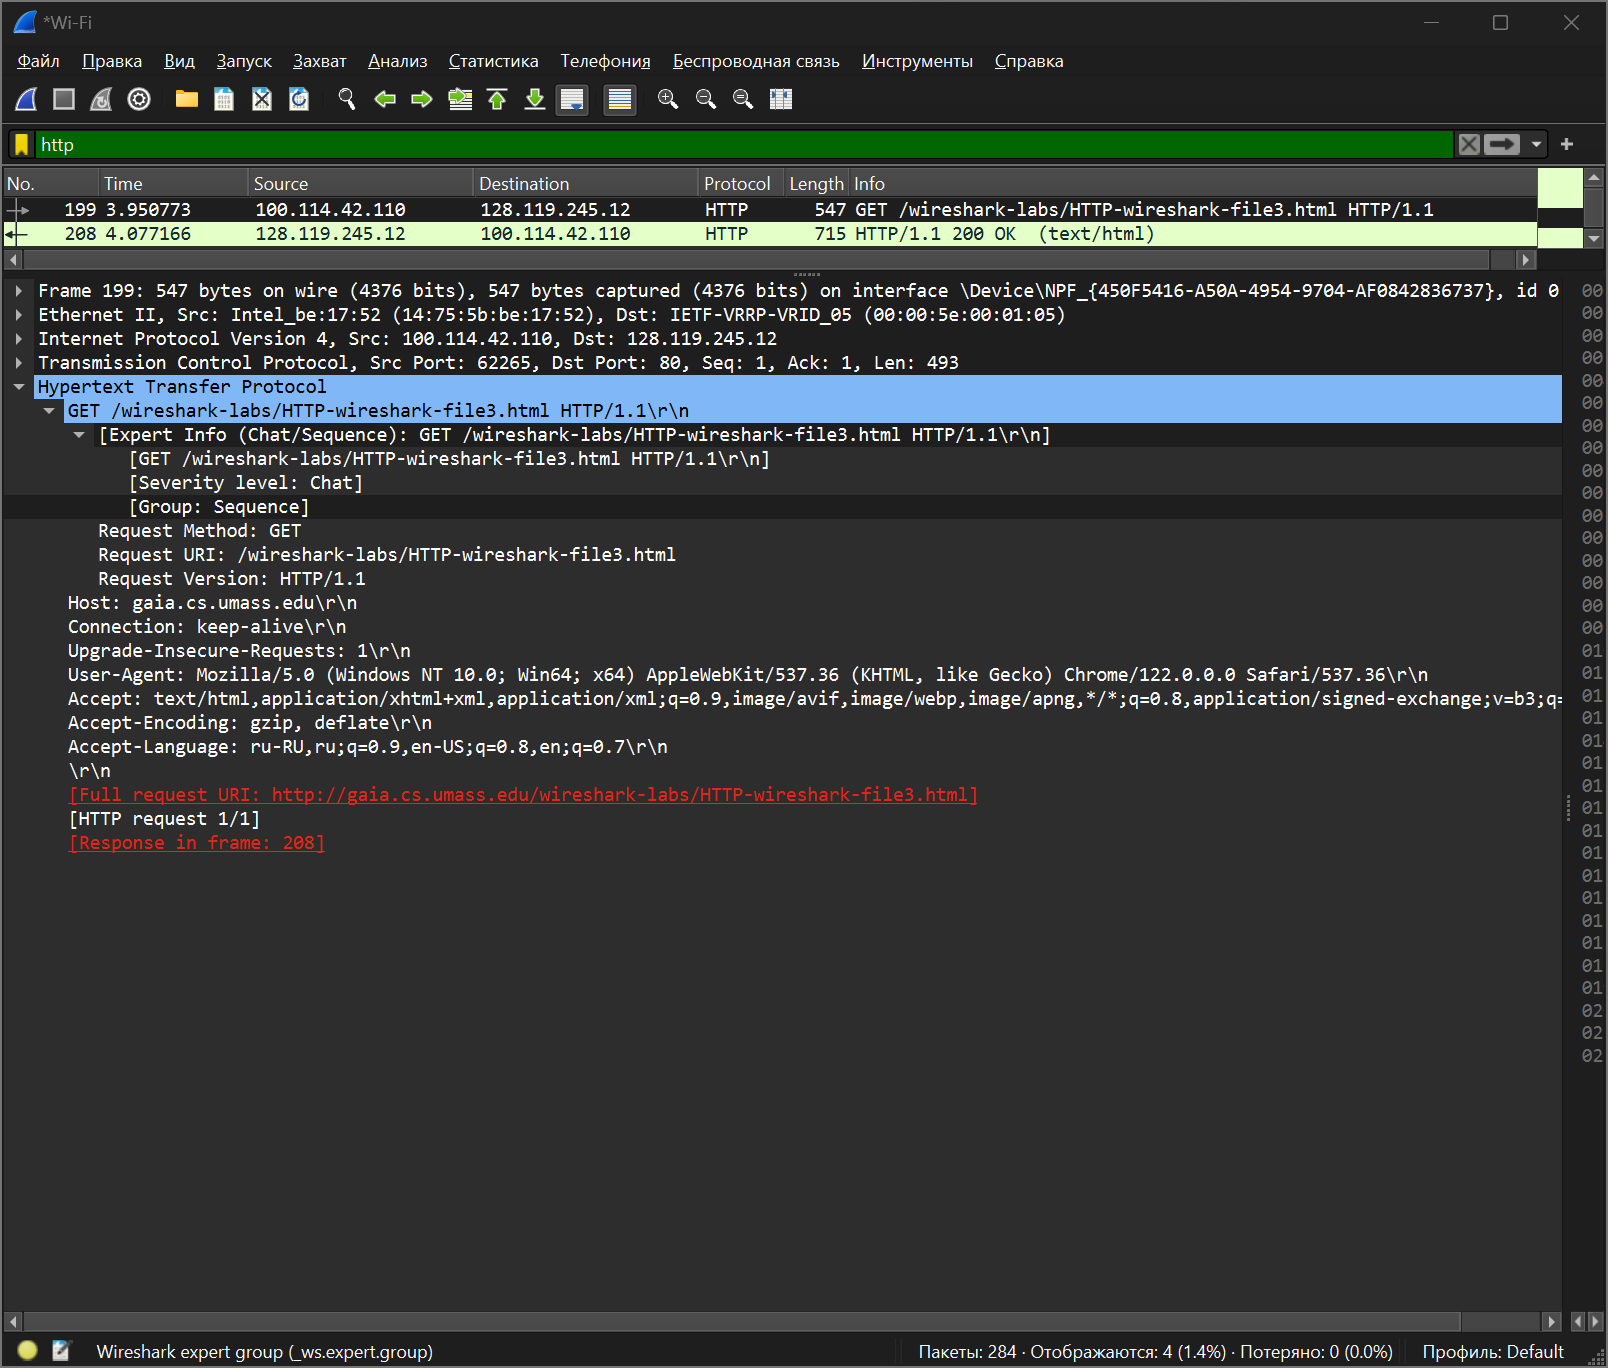 *Wi-Fi
Файл Правка Вид Запуск Захват Анализ Статистика Телефония Беспроводная связь Инструменты Справка
http
No. Time Source Destination Protocol Length Info
199 3.950773 100.114.42.110 128.119.245.12 HTTP 547 GET /wireshark-labs/HTTP-wireshark-file3.html HTTP/1.1
208 4.077166 128.119.245.12 100.114.42.110 HTTP 715 HTTP/1.1 200 OK (text/html)
Frame 199: 547 bytes on wire (4376 bits), 547 bytes captured (4376 bits) on interface \Device\NPF_{450F5416-A50A-4954-9704-AF0842836737}, id 0 00
Ethernet II, Src: Intel_be:17:52 (14:75:5b:be:17:52), Dst: IETF-VRRP-VRID_05 (00:00:5e:00:01:05) 00
Internet Protocol Version 4, Src: 100.114.42.110, Dst: 128.119.245.12 00
Transmission Control Protocol, Src Port: 62265, Dst Port: 80, Seq: 1, Ack: 1, Len: 493 00
Hypertext Transfer Protocol 00
GET /wireshark-labs/HTTP-wireshark-file3.html HTTP/1.1\r\n 00
[Expert Info (Chat/Sequence): GET /wireshark-labs/HTTP-wireshark-file3.html HTTP/1.1\r\n] 00
[GET /wireshark-labs/HTTP-wireshark-file3.html HTTP/1.1\r\n] 00
[Severity level: Chat] 00
[Group: Sequence] 00
Request Method: GET 00
Request URI: /wireshark-labs/HTTP-wireshark-file3.html 00
Request Version: HTTP/1.1 00
Host: gaia.cs.umass.edu\r\n 00
Connection: keep-alive\r\n 00
Upgrade-Insecure-Requests: 1\r\n 00
User-Agent: Mozilla/5.0 (Windows NT 10.0; Win64; x64) AppleWebKit/537.36 (KHTML, like Gecko) Chrome/122.0.0.0 Safari/537.36\r\n 01
Accept: text/html,application/xhtml+xml,application/xml;q=0.9,image/avif,image/webp,image/apng,*/*;q=0.8,application/signed-exchange;v=b3;q= 01
Accept-Encoding: gzip, deflate\r\n 01
Accept-Language: ru-RU,ru;q=0.9,en-US;q=0.8,en;q=0.7\r\n 01
\r\n 01
[Full request URI: http://gaia.cs.umass.edu/wireshark-labs/HTTP-wireshark-file3.html] 01
[HTTP request 1/1] 01
[Response in frame: 208] 01
01
01
01
01
01
01
01
01
02
02
02
Wireshark expert group (_ws.expert.group) Пакеты: 284 · Отображаются: 4 (1.4%) · Потеряно: 0 (0.0%) Профиль: Default